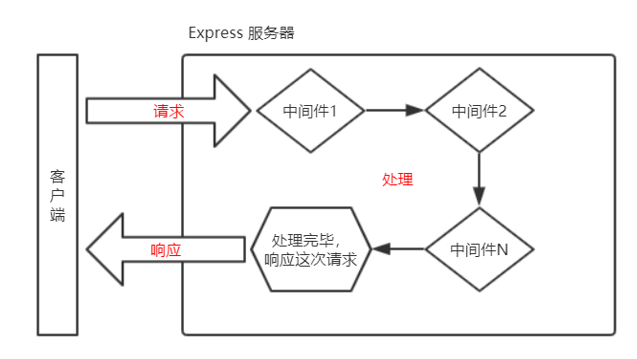 Express 服务器
请求
中间件1
中间件2
客户端
处理
处理完毕，
响应这次请求
中间件N
响应